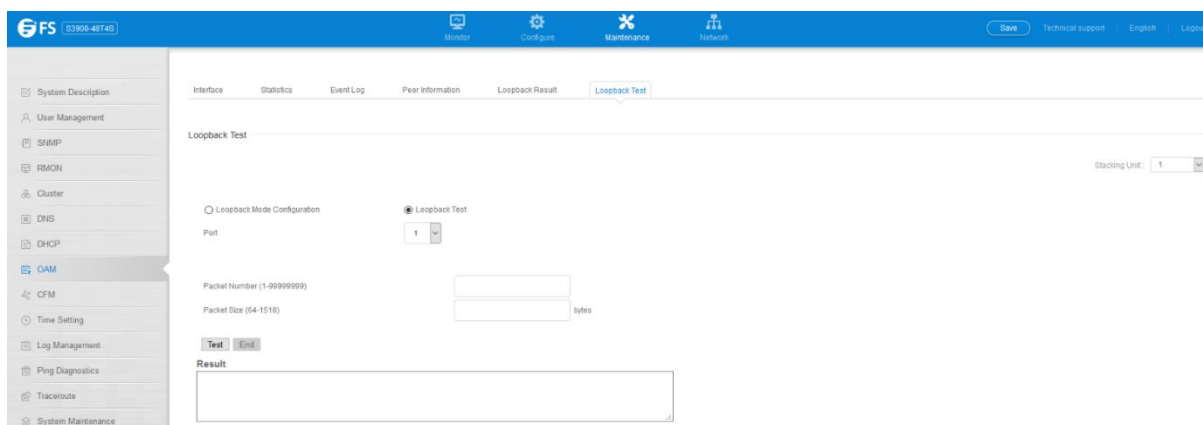 FS S3900-48T4S
Monitor Configure Maintenance Network
Save Technical support English
System Description
User Management
SNMP
RMON
Cluster
DNS
DHCP
OAM
CFM
Time Setting
Log Management
Ping Diagnostics
Traceroute
System Maintenance
Interface Statistics Event Log Peer Information Loopback Result Loopback Test
Loopback Test
Stacking Unit : 1
Loopback Mode Configuration Loopback Test
Port 1
Packet Number (1-99999999)
Packet Size (64-1518) bytes
Test End
Result